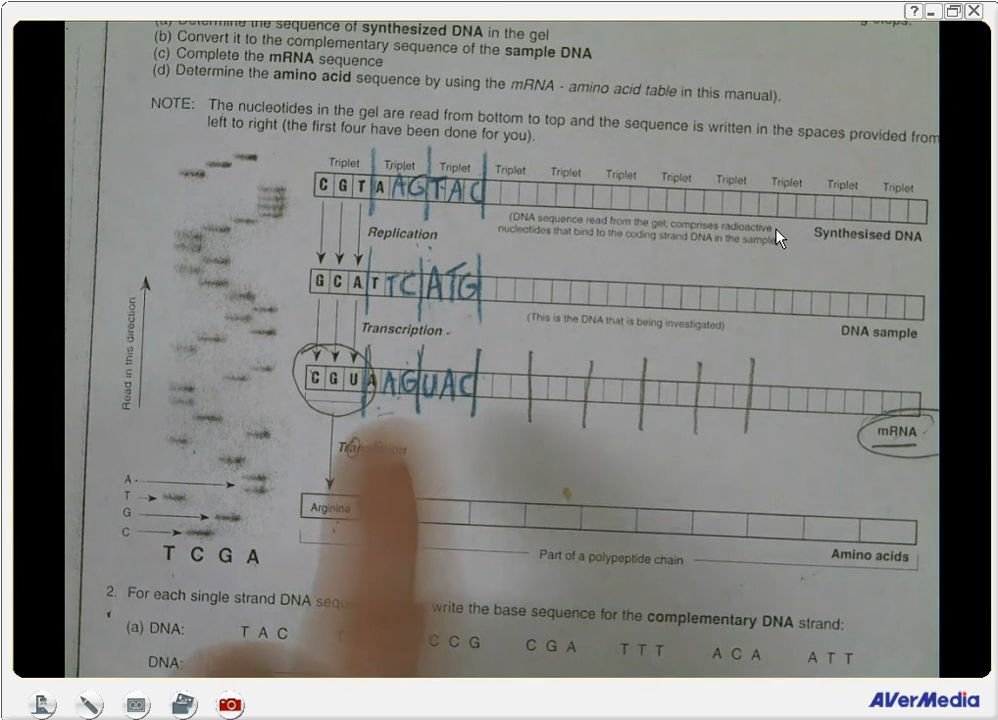 (a) Determine the sequence of synthesized DNA in the gel
(b) Convert it to the complementary sequence of the sample DNA
(c) Complete the mRNA sequence
(d) Determine the amino acid sequence by using the mRNA - amino acid table in this manual).
NOTE: The nucleotides in the gel are read from bottom to top and the sequence is written in the spaces provided from
left to right (the first four have been done for you).
Triplet Triplet Triplet Triplet Triplet Triplet Triplet Triplet Triplet Triplet Triplet
C G T A A G T A C
(DNA sequence read from the gel; comprises radioactive
nucleotides that bind to the coding strand DNA in the sample
Synthesised DNA
Replication
G C A T T C A T G
(This is the DNA that is being investigated)
DNA sample
Transcription
C G U A A G U A C
mRNA
Read in this direction
A
T
G
C
T C G A
Arginine
Part of a polypeptide chain
Amino acids
2. For each single strand DNA write the base sequence for the complementary DNA strand:
(a) DNA: T A C C C G C G A T T T A C A A T T
DNA:
AVerMedia